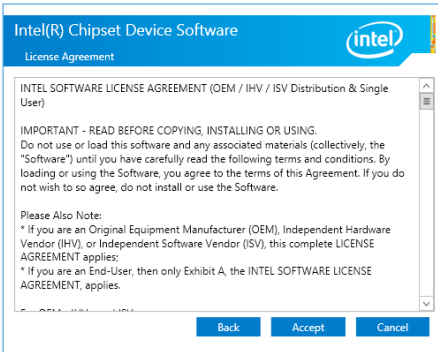 Intel(R) Chipset Device Software
intel
License Agreement
INTEL SOFTWARE LICENSE AGREEMENT (OEM / IHV / ISV Distribution & Single
User)
IMPORTANT - READ BEFORE COPYING, INSTALLING OR USING.
Do not use or load this software and any associated materials (collectively, the
"Software") until you have carefully read the following terms and conditions. By
loading or using the Software, you agree to the terms of this Agreement. If you do
not wish to so agree, do not install or use the Software.
Please Also Note:
* If you are an Original Equipment Manufacturer (OEM), Independent Hardware
Vendor (IHV), or Independent Software Vendor (ISV), this complete LICENSE
AGREEMENT applies;
* If you are an End-User, then only Exhibit A, the INTEL SOFTWARE LICENSE
AGREEMENT, applies.
Back Accept Cancel